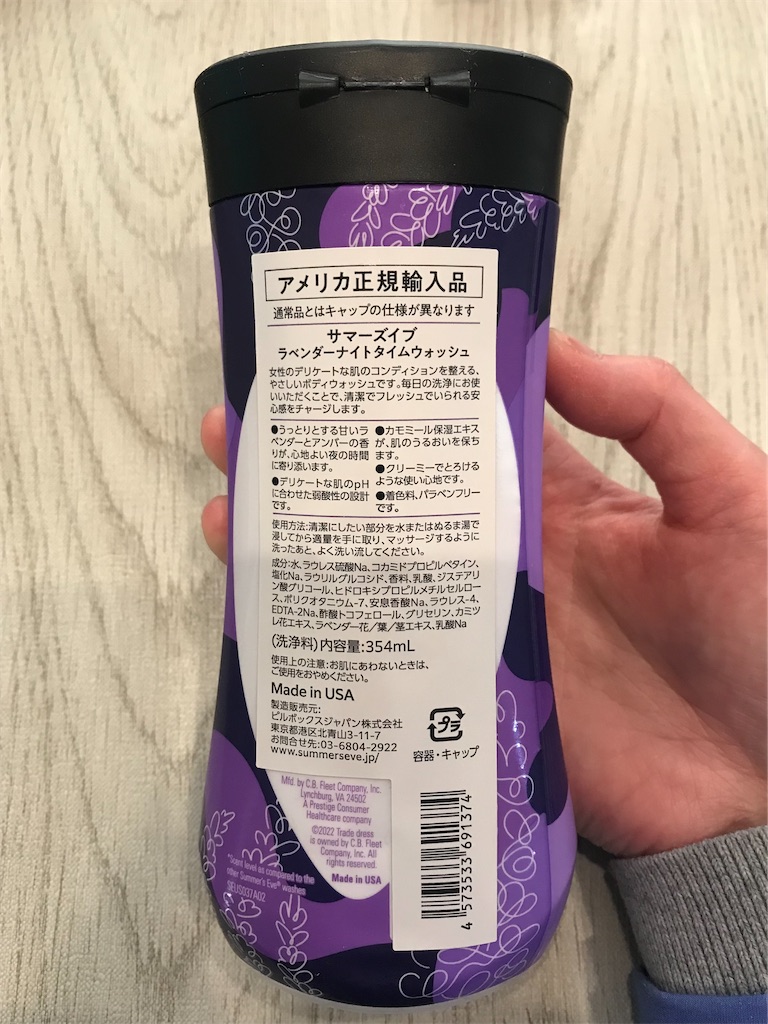 アメリカ正規輸入品
通常品とはキャップの仕様が異なります
サマーズイブ
ラベンダーナイトタイムウォッシュ
女性のデリケートな肌のコンディションを整える、
やさしいボディウォッシュです。毎日の洗浄にお使
いいただくことで、清潔でフレッシュでいられる安
心感をチャージします。
●うっとりとする甘いラ
ベンダーとアンバーの香
りが、心地よい夜の時間
に寄り添います。
●デリケートな肌のpH
に合わせた弱酸性の設計
です。
●カモミール保湿エキス
が、肌のうるおいを保ち
ます。
●クリーミーでとろける
ような使い心地です。
●着色料、パラベンフリー
です。
使用方法:清潔にしたい部分を水またはぬるま湯で
浸してから適量を手に取り、マッサージするように
洗ったあと、よく洗い流してください。
成分:水、ラウレス硫酸Na、コカミドプロピルベタイン、
塩化Na、ラウリルグルコシド、香料、乳酸、ジステアリ
ン酸グリコール、ヒドロキシプロピルメチルセルロー
ス、ポリクオタニウム-7、安息香酸Na、ラウレス-4、
EDTA-2Na、酢酸トコフェロール、グリセリン、カミツ
レ花エキス、ラベンダー花/葉/茎エキス、乳酸Na
(洗浄料)内容量:354mL
使用上の注意:お肌にあわないときは、
ご使用をおやめください。
Made in USA
製造販売元:
ピルボックスジャパン株式会社
東京都港区北青山3-11-7
お問合せ先:03-6804-2922
www.summerseve.jp/
プラ
容器・キャップ
Mfd. by C.B. Fleet Company, Inc.
Lynchburg, VA 24502
A Prestige Consumer
Healthcare company
©2022 Trade dress
is owned by C.B. Fleet
Company, Inc. All
rights reserved.
Made in USA
*Scent level as compared to the
other Summer's Eve® washes
SEUS037A02
4 573533 691374